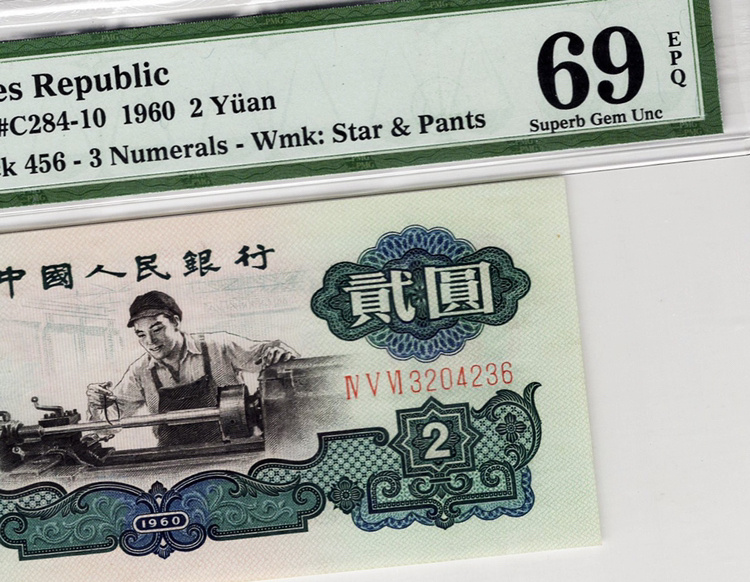 es Republic
#C284-10 1960 2 Yüan
k 456 - 3 Numerals - Wmk: Star & Pants
69
EPQ
Superb Gem Unc
中國人民銀行
貳圓
ⅣⅤⅥ3204236
2
1960